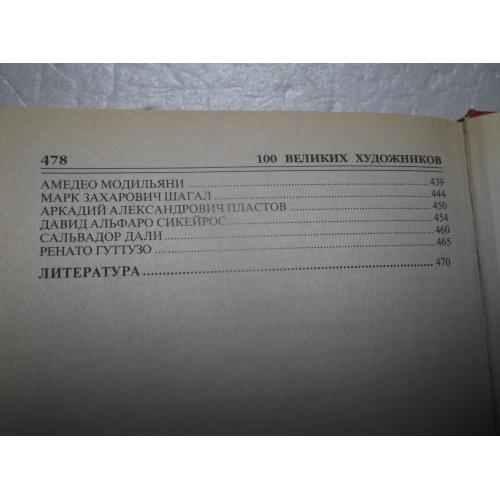 478 100 ВЕЛИКИХ ХУДОЖНИКОВ
АМЕДЕО МОДИЛЬЯНИ 439
МАРК ЗАХАРОВИЧ ШАГАЛ 444
АРКАДИЙ АЛЕКСАНДРОВИЧ ПЛАСТОВ 450
ДАВИД АЛЬФАРО СИКЕЙРОС 454
САЛЬВАДОР ДАЛИ 460
РЕНАТО ГУТТУЗО 465
ЛИТЕРАТУРА 470